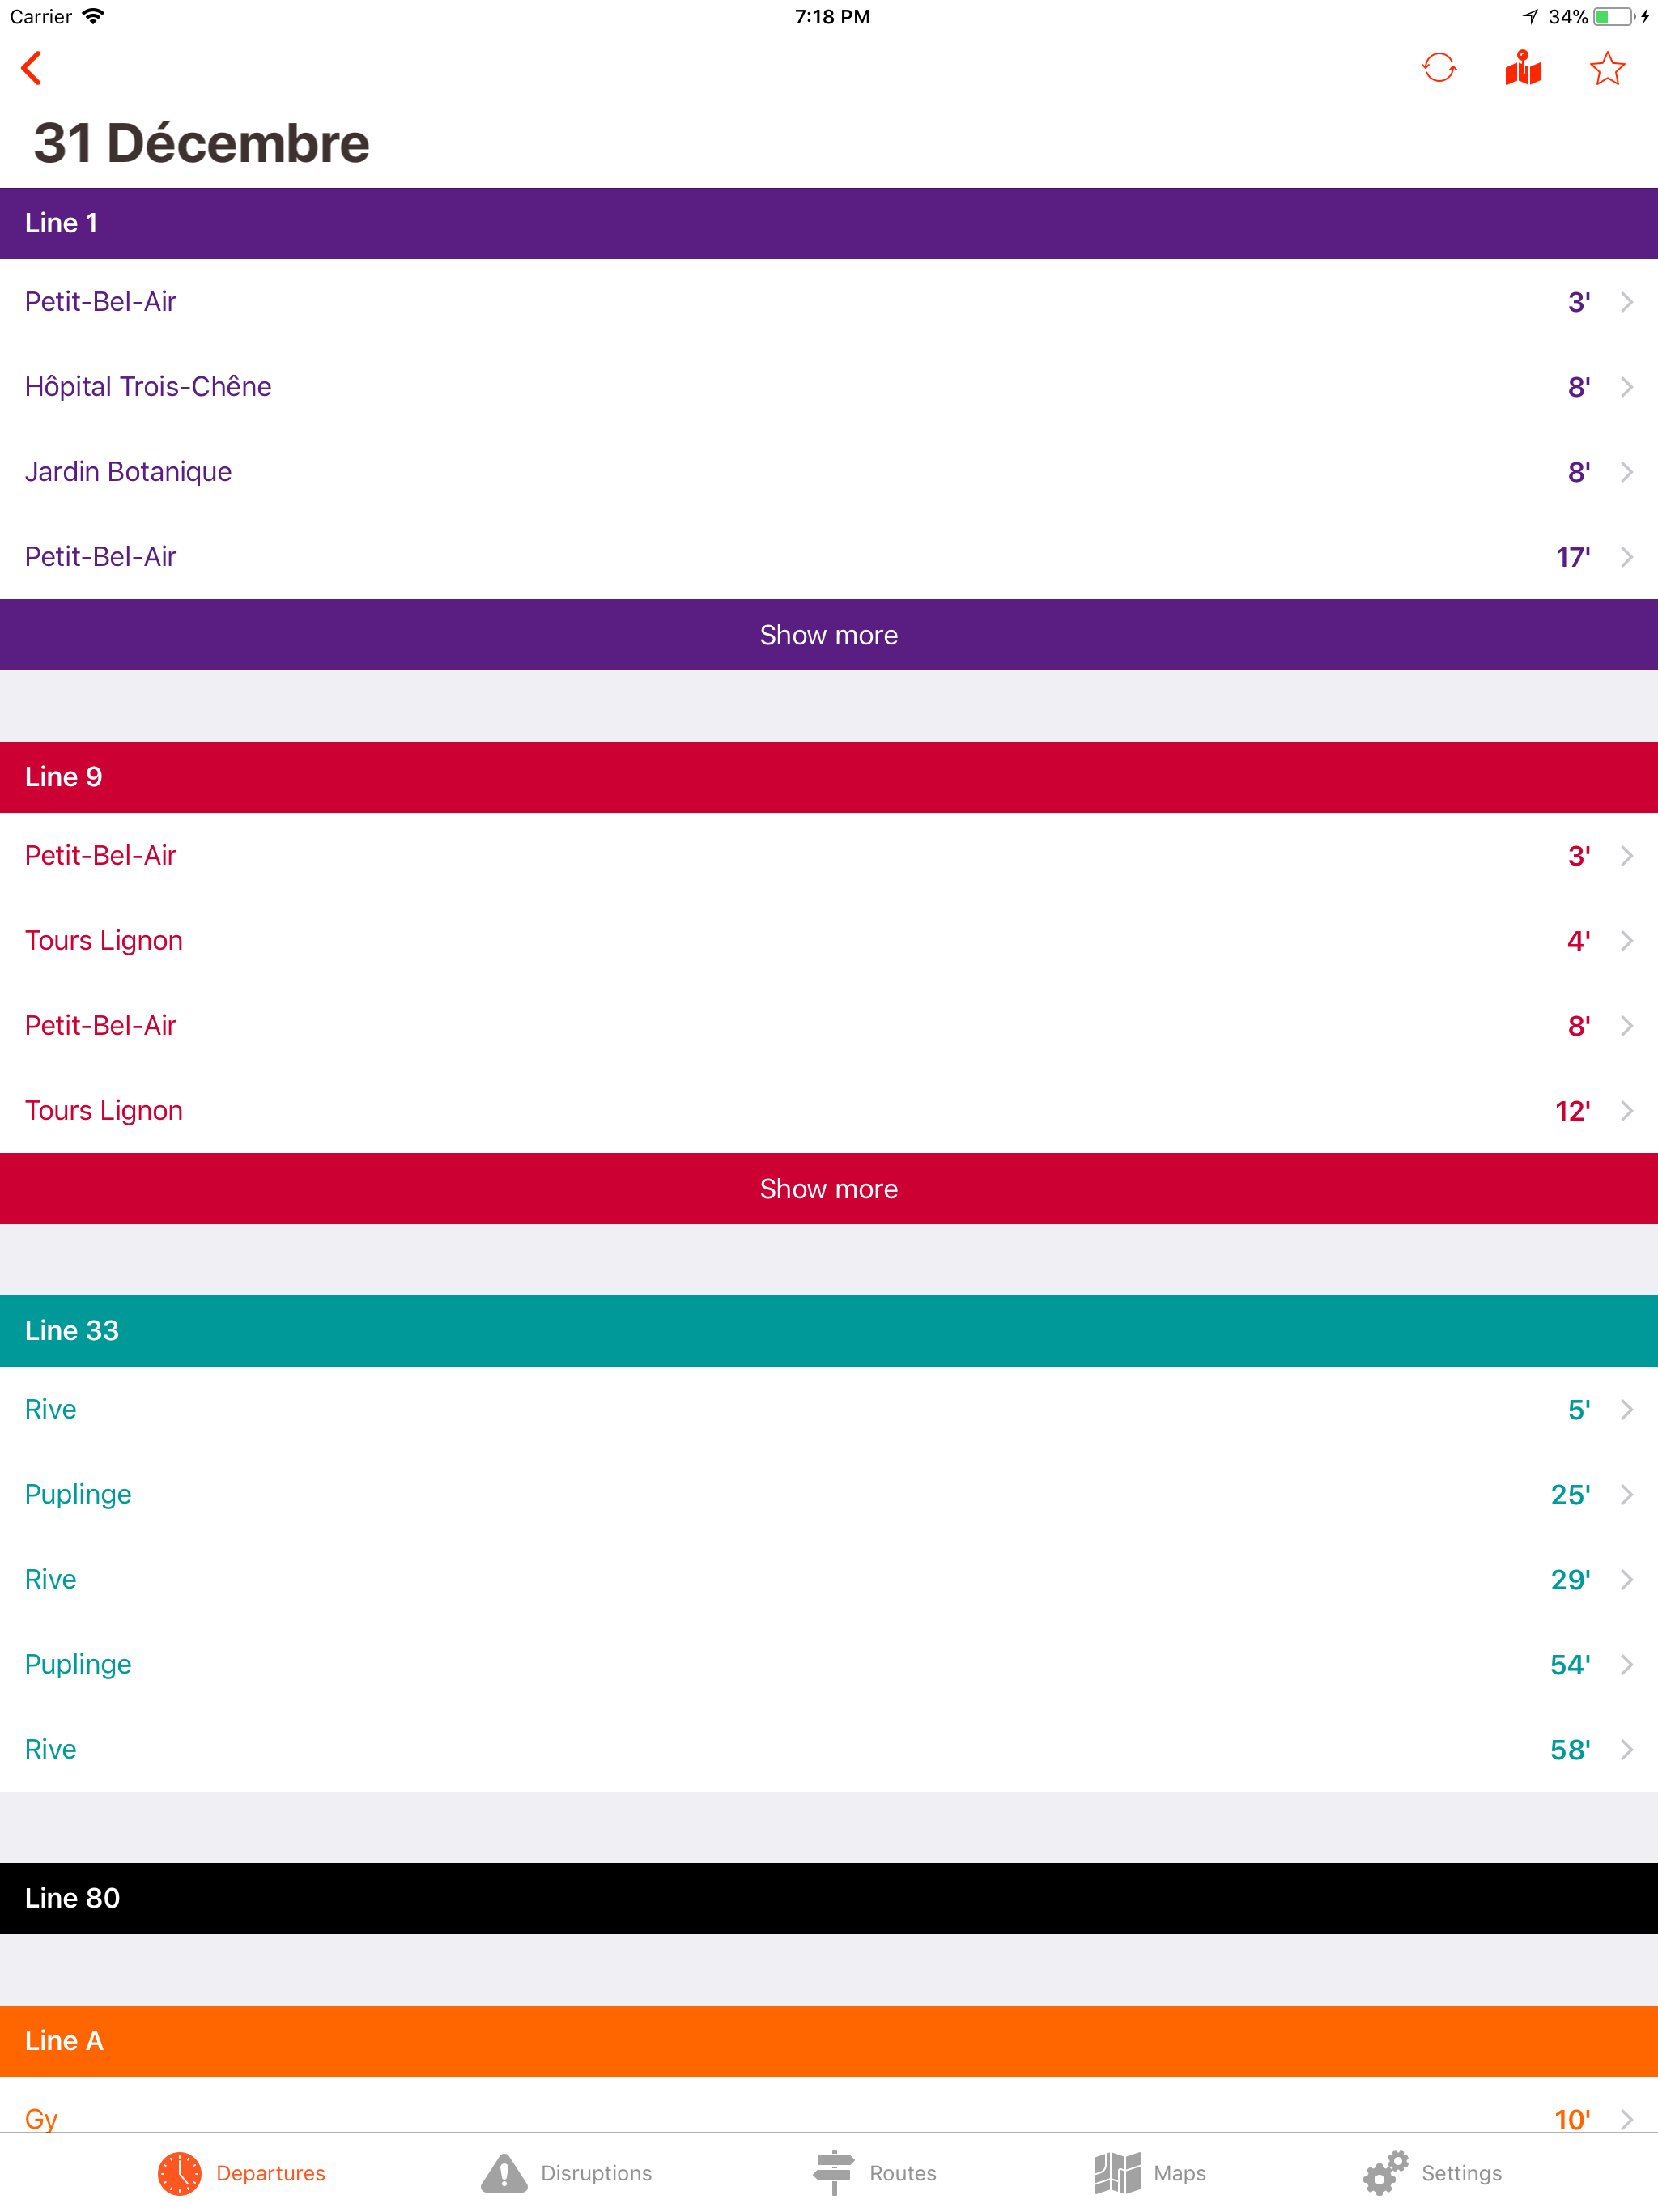 Carrier 7:18 PM 34%
31 Décembre
Line 1
Petit-Bel-Air 3'
Hôpital Trois-Chêne 8'
Jardin Botanique 8'
Petit-Bel-Air 17'
Show more
Line 9
Petit-Bel-Air 3'
Tours Lignon 4'
Petit-Bel-Air 8'
Tours Lignon 12'
Show more
Line 33
Rive 5'
Puplinge 25'
Rive 29'
Puplinge 54'
Rive 58'
Line 80
Line A
Gy 10'
Departures Disruptions Routes Maps Settings